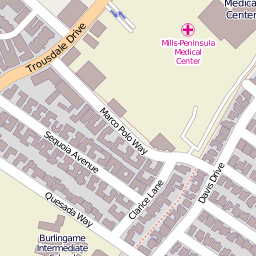 Medical
Center
Mills-Peninsula
Medical
Center
Trousdale Drive
Marco Polo Way
Sequoia Avenue
Quesada Way
Clarice Lane
Davis Drive
Burlingame
Intermediate